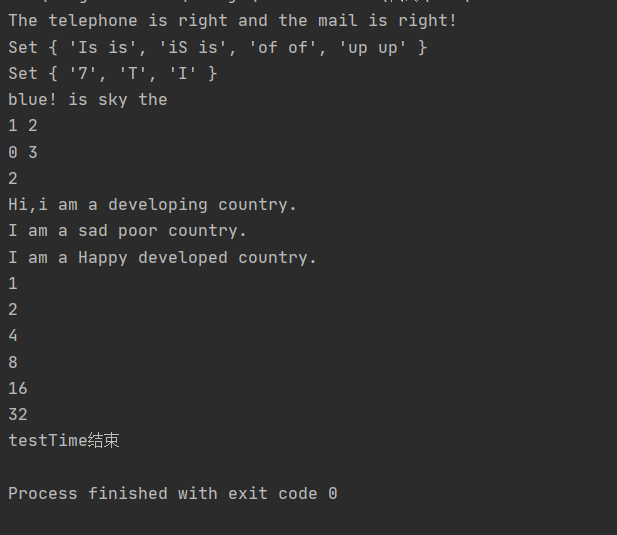 The telephone is right and the mail is right!
Set { 'Is is', 'iS is', 'of of', 'up up' }
Set { '7', 'T', 'I' }
blue! is sky the
1 2
0 3
2
Hi,i am a developing country.
I am a sad poor country.
I am a Happy developed country.
1
2
4
8
16
32
testTime结束
Process finished with exit code 0